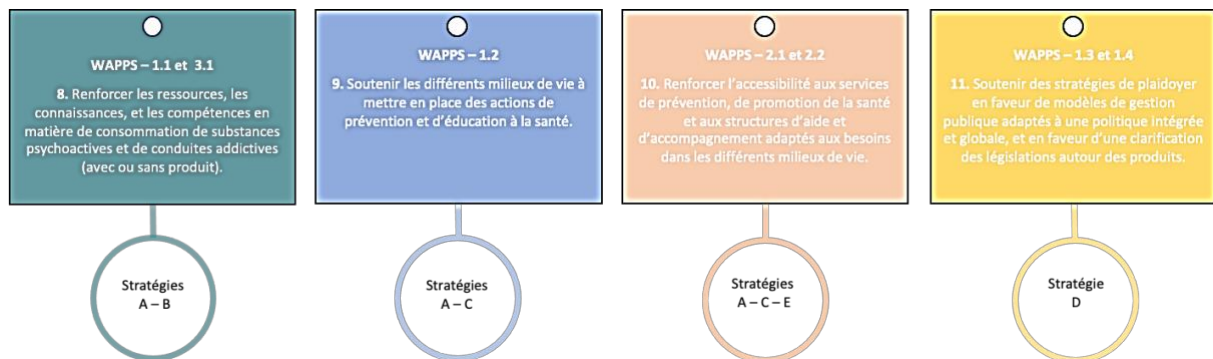 WAPPS – 1.1 et 3.1
8. Renforcer les ressources, les
connaissances, et les compétences en
matière de consommation de substances
psychoactives et de conduites addictives
(avec ou sans produit).
Stratégies
A – B
WAPPS – 1.2
9. Soutenir les différents milieux de vie à
mettre en place des actions de
prévention et d'éducation à la santé.
Stratégies
A – C
WAPPS – 2.1 et 2.2
10. Renforcer l'accessibilité aux services
de prévention, de promotion de la santé
et aux structures d'aide et
d'accompagnement adaptés aux besoins
dans les différents milieux de vie.
Stratégies
A – C – E
WAPPS – 1.3 et 1.4
11. Soutenir des stratégies de plaidoyer
en faveur de modèles de gestion
publique adaptés à une politique intégrée
et globale, et en faveur d'une clarification
des législations autour des produits.
Stratégie
D